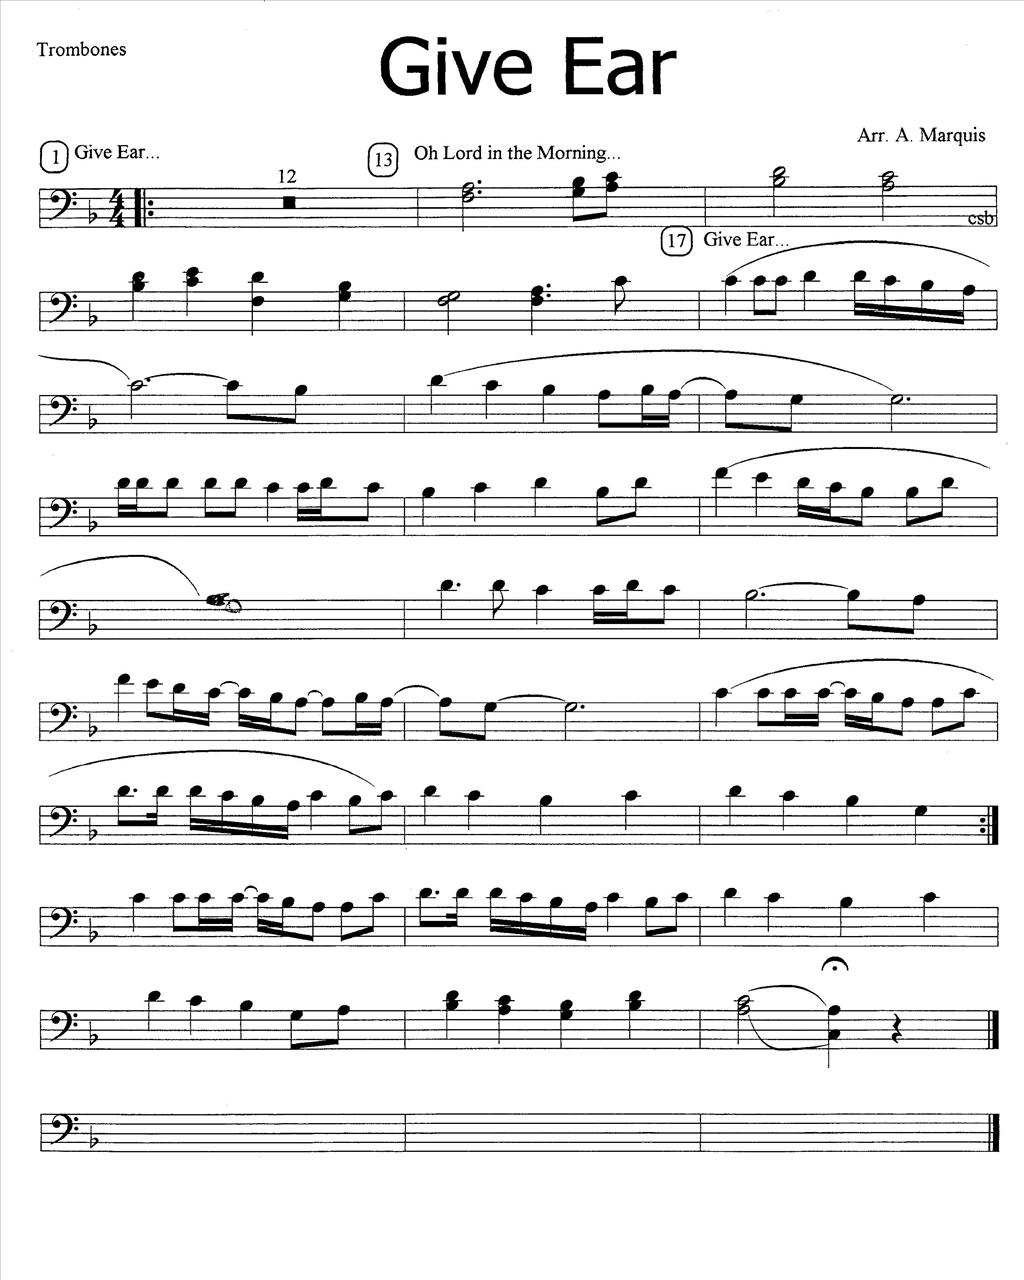 Trombones
Give Ear
Arr. A. Marquis
1 Give Ear...
13 Oh Lord in the Morning...
12
4
4
csb
17 Give Ear...